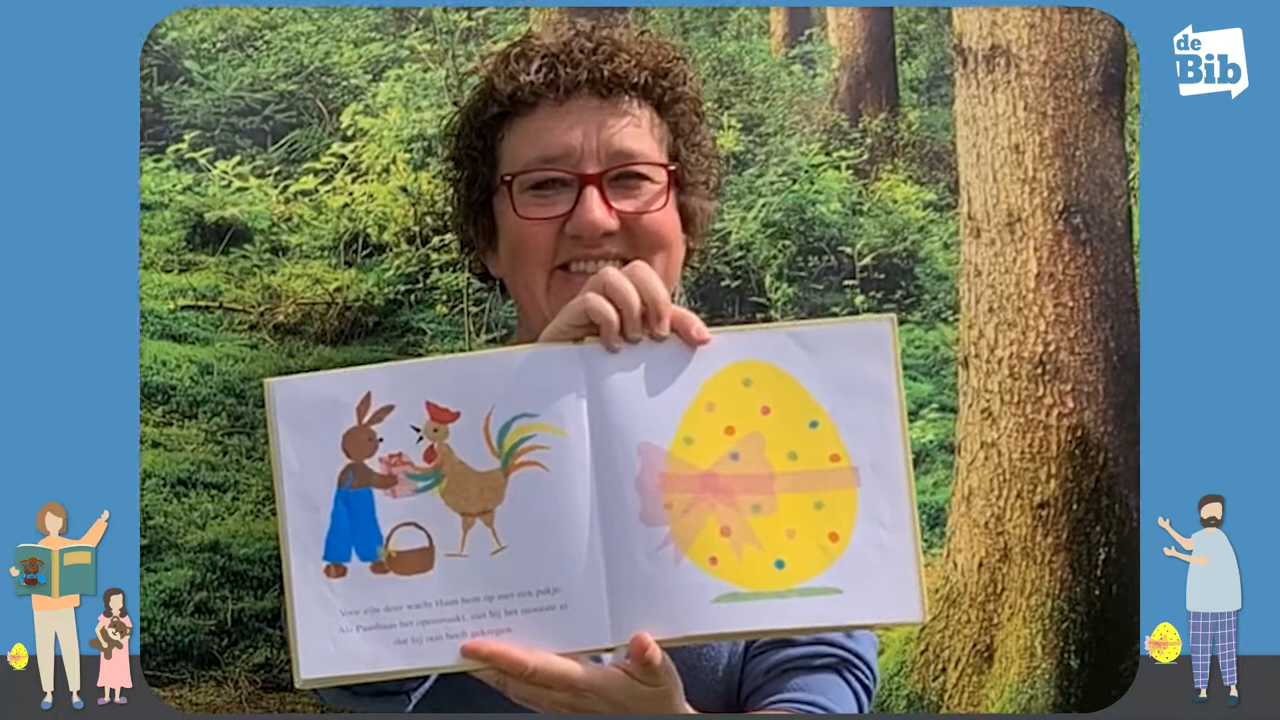 de
Bib
Voor zijn deur wacht Haan hem op met een pakje.
Als Paashaas het openmaakt, ziet hij het mooiste ei
dat hij ooit heeft gekregen.